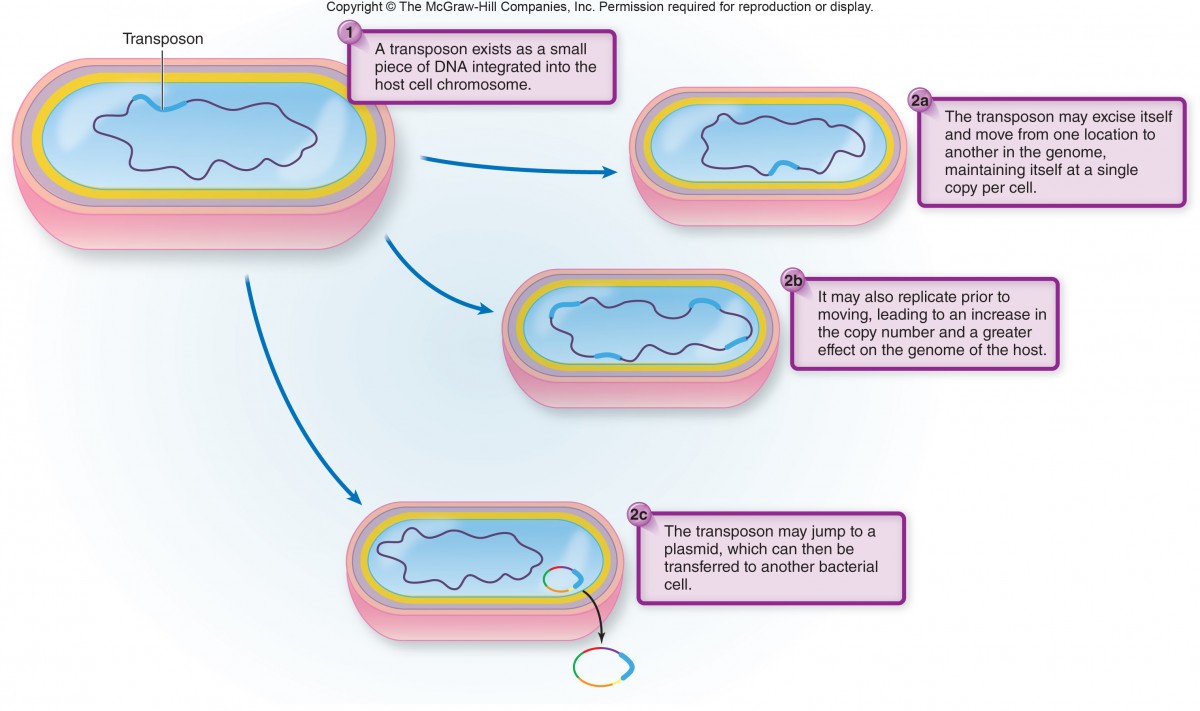 Copyright © The McGraw-Hill Companies, Inc. Permission required for reproduction or display.
Transposon
1
A transposon exists as a small
piece of DNA integrated into the
host cell chromosome.
2a
The transposon may excise itself
and move from one location to
another in the genome,
maintaining itself at a single
copy per cell.
2b
It may also replicate prior to
moving, leading to an increase in
the copy number and a greater
effect on the genome of the host.
2c
The transposon may jump to a
plasmid, which can then be
transferred to another bacterial
cell.